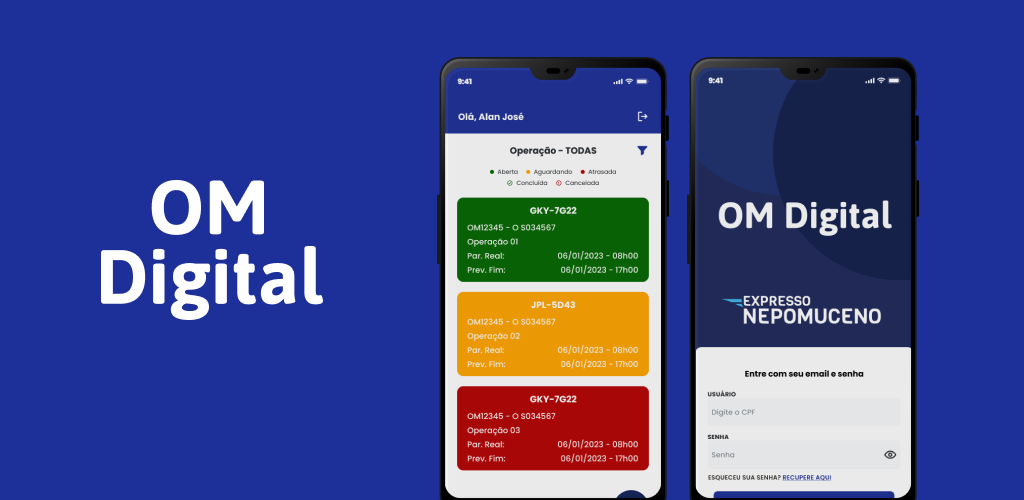 OM
Digital
9:41
Olá, Alan José
Operação - TODAS
Aberta Aguardando Atrasada
Concluída Cancelada
GKY-7G22
OM12345 - O S034567
Operação 01
Par. Real: 06/01/2023 - 08h00
Prev. Fim: 06/01/2023 - 17h00
JPL-5D43
OM12345 - O S034567
Operação 02
Par. Real: 06/01/2023 - 08h00
Prev. Fim: 06/01/2023 - 17h00
GKY-7G22
OM12345 - O S034567
Operação 03
Par. Real: 06/01/2023 - 08h00
Prev. Fim: 06/01/2023 - 17h00
9:41
OM Digital
EXPRESSO
NEPOMUCENO
Entre com seu email e senha
USUÁRIO
Digite o CPF
SENHA
Senha
ESQUECEU SUA SENHA? RECUPERE AQUI